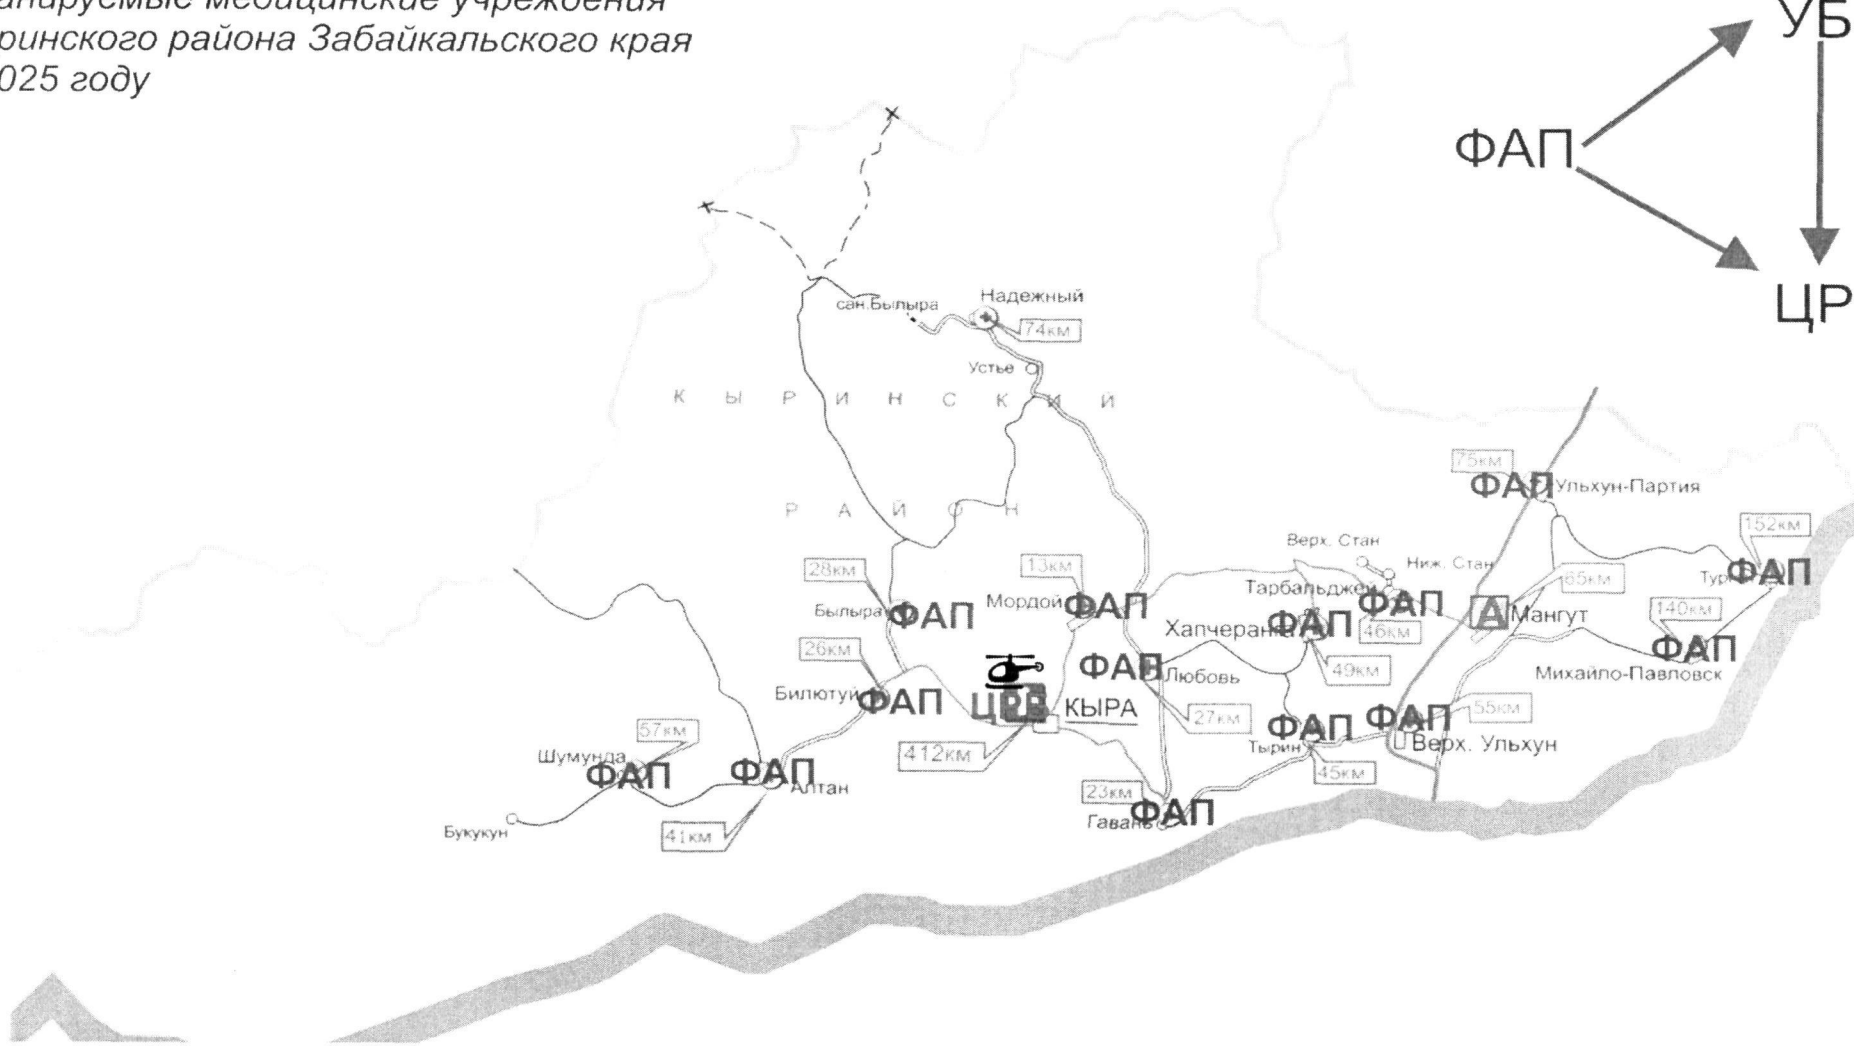 анируемые медицинские учреждения
ринского района Забайкальского края
025 году
УБ
ФАП
ЦР
сан.Былыра
Надежный
74км
Устье
К Ы Р И Н С К И Й
Р А Й О Н
75км
ФАП
Ульхун-Партия
152км
ФАП
Верх. Стан
Ниж. Стан
65км
28км
Былыра
ФАП
13км
Мордой
ФАП
Тарбальджей
ФАП
46км
А
Мангут
140км
ФАП
Михайло-Павловск
Хапчеранга
ФАП
49км
26км
Билютуй
ФАП
ФАП
Любовь
27км
ЦРБ
КЫРА
412км
ФАП
Тырин
45км
ФАП
55км
Верх. Ульхун
57км
Шумунда
ФАП
ФАП
Алтан
41км
Букукун
23км
ФАП
Гавань